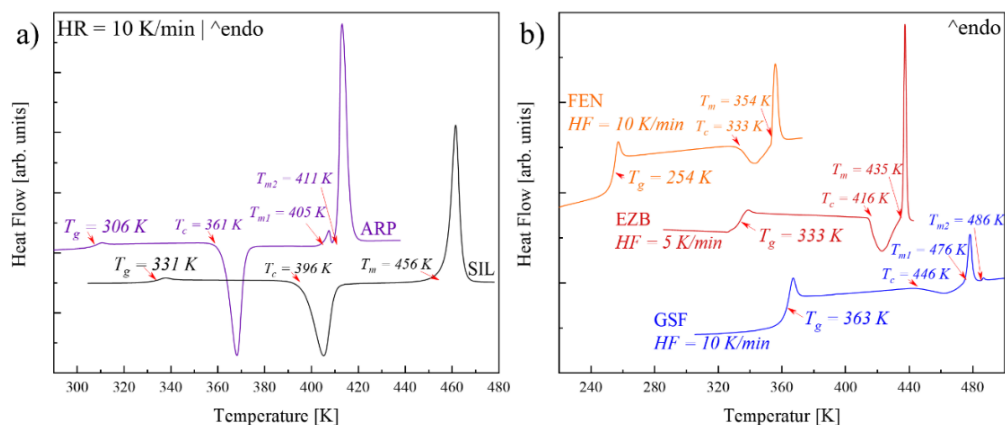 a)
HR = 10 K/min | ^endo
Heat Flow [arb. units]
T_g = 306 K
T_c = 361 K
T_m1 = 405 K
T_m2 = 411 K
ARP
T_g = 331 K
T_c = 396 K
T_m = 456 K
SIL
300 320 340 360 380 400 420 440 460 480
Temperature [K]
b)
^endo
Heat Flow [arb. units]
FEN
HF = 10 K/min
T_g = 254 K
T_m = 354 K
T_c = 333 K
EZB
HF = 5 K/min
T_g = 333 K
T_m = 435 K
T_c = 416 K
T_m2 = 486 K
T_m1 = 476 K
T_c = 446 K
GSF
HF = 10 K/min
T_g = 363 K
240 280 320 360 400 440 480
Temperatur [K]